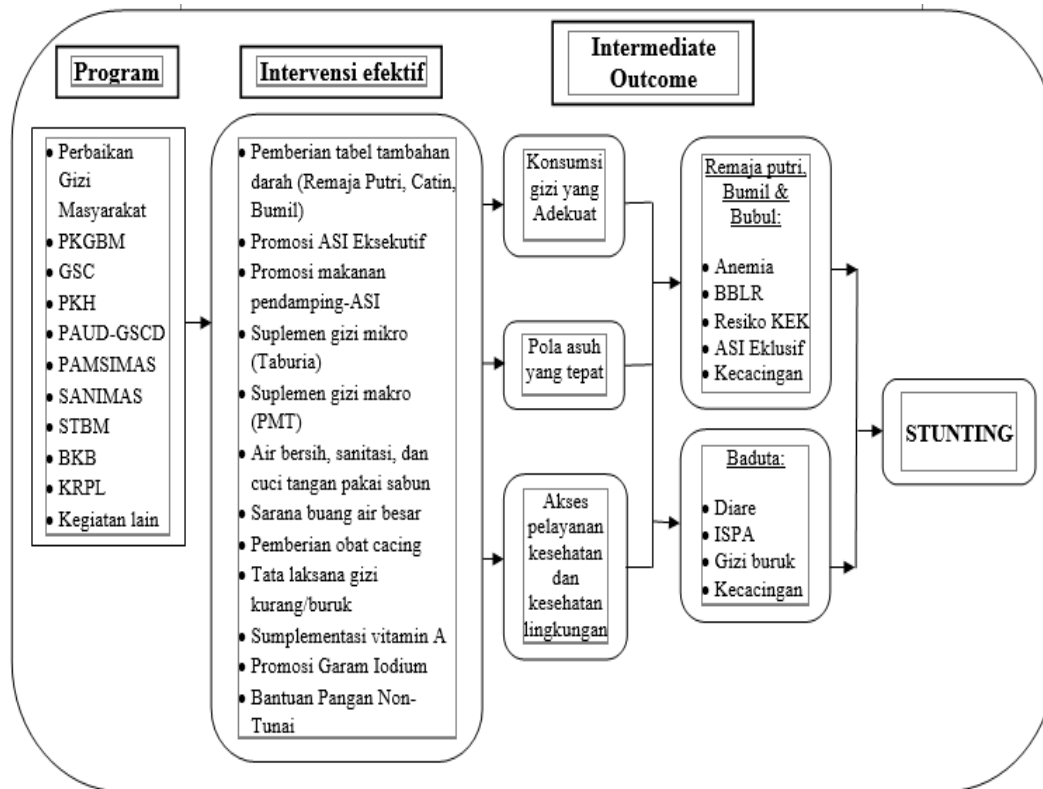 Program
Intervensi efektif
Intermediate
Outcome
• Perbaikan
Gizi
Masyarakat
• PKGBM
• GSC
• PKH
• PAUD-GSCD
• PAMSIMAS
• SANIMAS
• STBM
• BKB
• KRPL
• Kegiatan lain
• Pemberian tabel tambahan
darah (Remaja Putri, Catin,
Bumil)
• Promosi ASI Eksekutif
• Promosi makanan
pendamping-ASI
• Suplemen gizi mikro
(Taburia)
• Suplemen gizi makro
(PMT)
• Air bersih, sanitasi, dan
cuci tangan pakai sabun
• Sarana buang air besar
• Pemberian obat cacing
• Tata laksana gizi
kurang/buruk
• Sumplementasi vitamin A
• Promosi Garam Iodium
• Bantuan Pangan Non-
Tunai
Konsumsi
gizi yang
Adekuat
Pola asuh
yang tepat
Akses
pelayanan
kesehatan
dan
kesehatan
lingkungan
Remaja putri,
Bumil &
Bubul:
• Anemia
• BBLR
• Resiko KEK
• ASI Eklusif
• Kecacingan
Baduta:
• Diare
• ISPA
• Gizi buruk
• Kecacingan
STUNTING